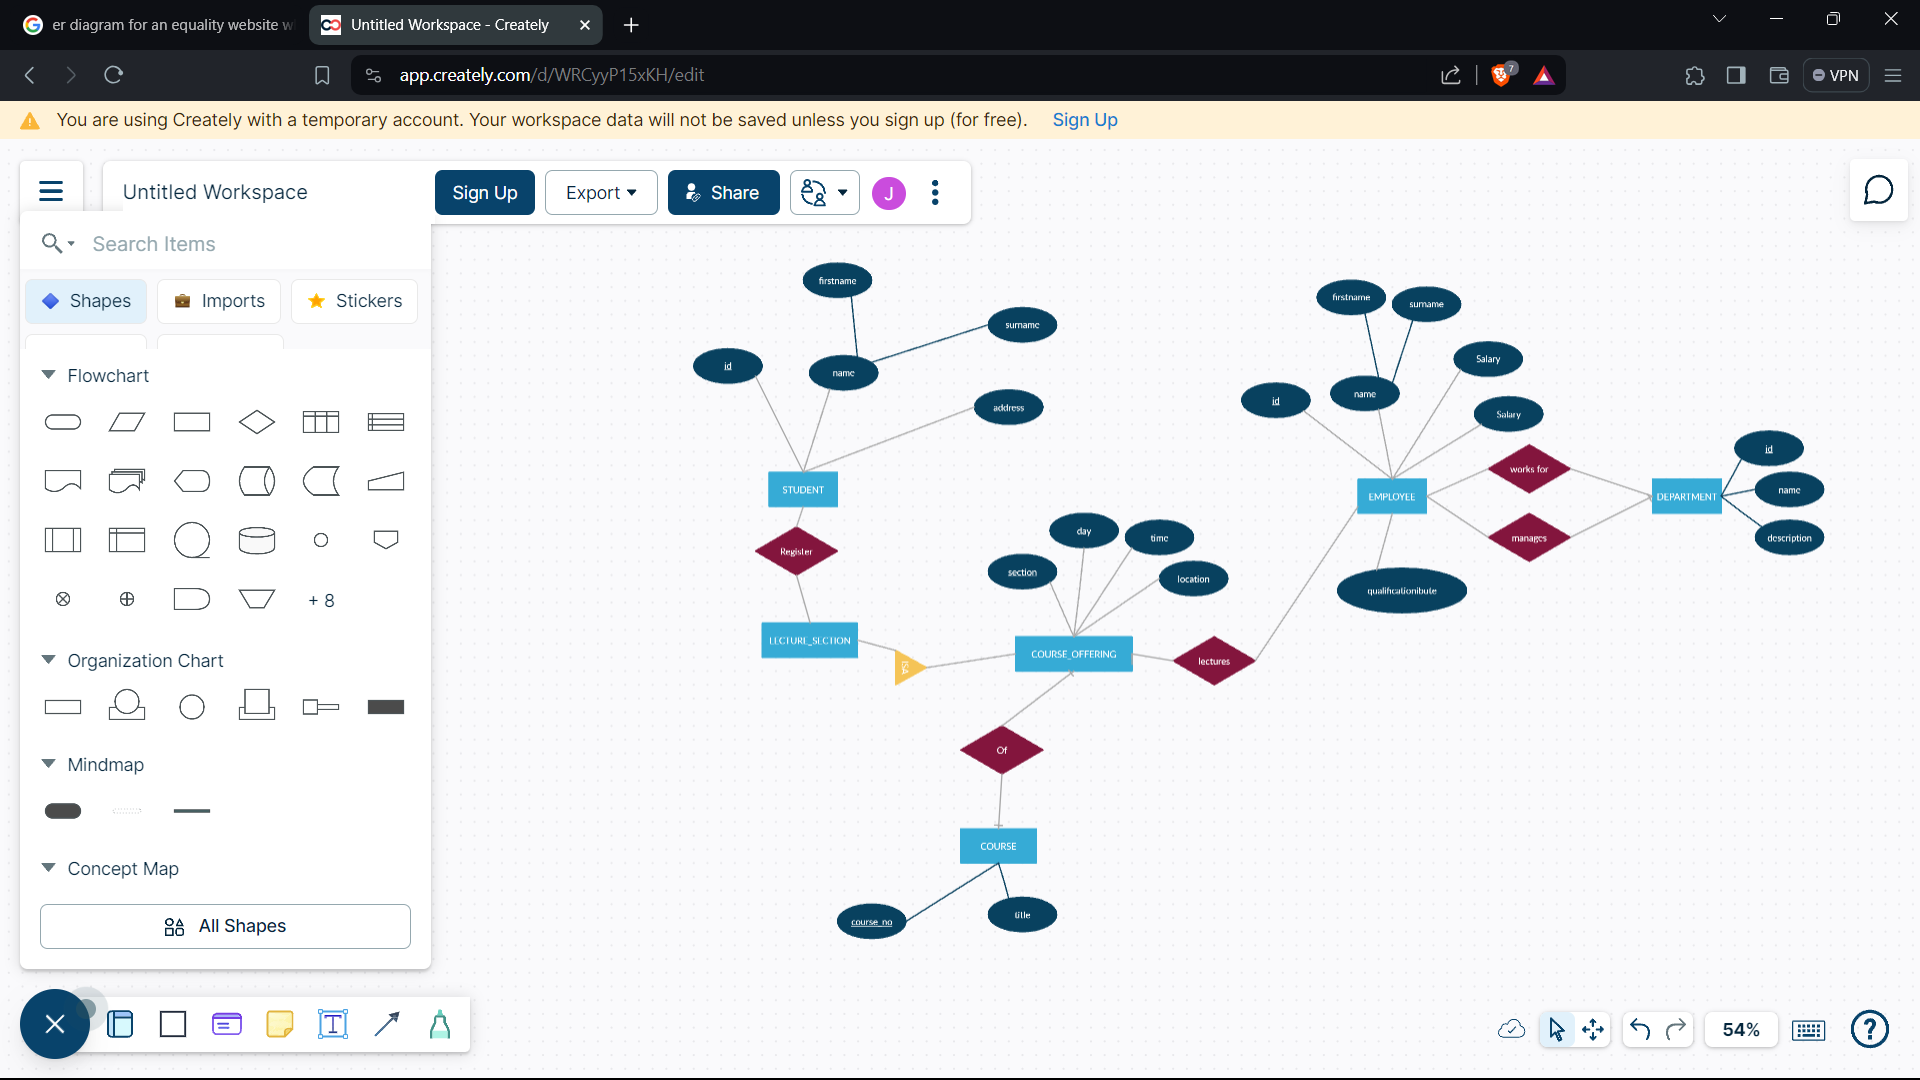 er diagram for an equality website w
Untitled Workspace - Creately
app.creately.com/d/WRCyyP15xKH/edit
7
VPN
You are using Creately with a temporary account. Your workspace data will not be saved unless you sign up (for free). Sign Up
Untitled Workspace
Sign Up
Export
Share
J
Search Items
Shapes
Imports
Stickers
Flowchart
+ 8
Organization Chart
Mindmap
Concept Map
All Shapes
T
54%
?
firstname
surname
id
name
address
STUDENT
Register
LECTURE_SECTION
ISA
section
day
time
location
COURSE_OFFERING
lectures
Of
COURSE
course_no
title
firstname
surname
Salary
id
name
Salary
works for
EMPLOYEE
manages
qualificationibute
DEPARTMENT
id
name
description